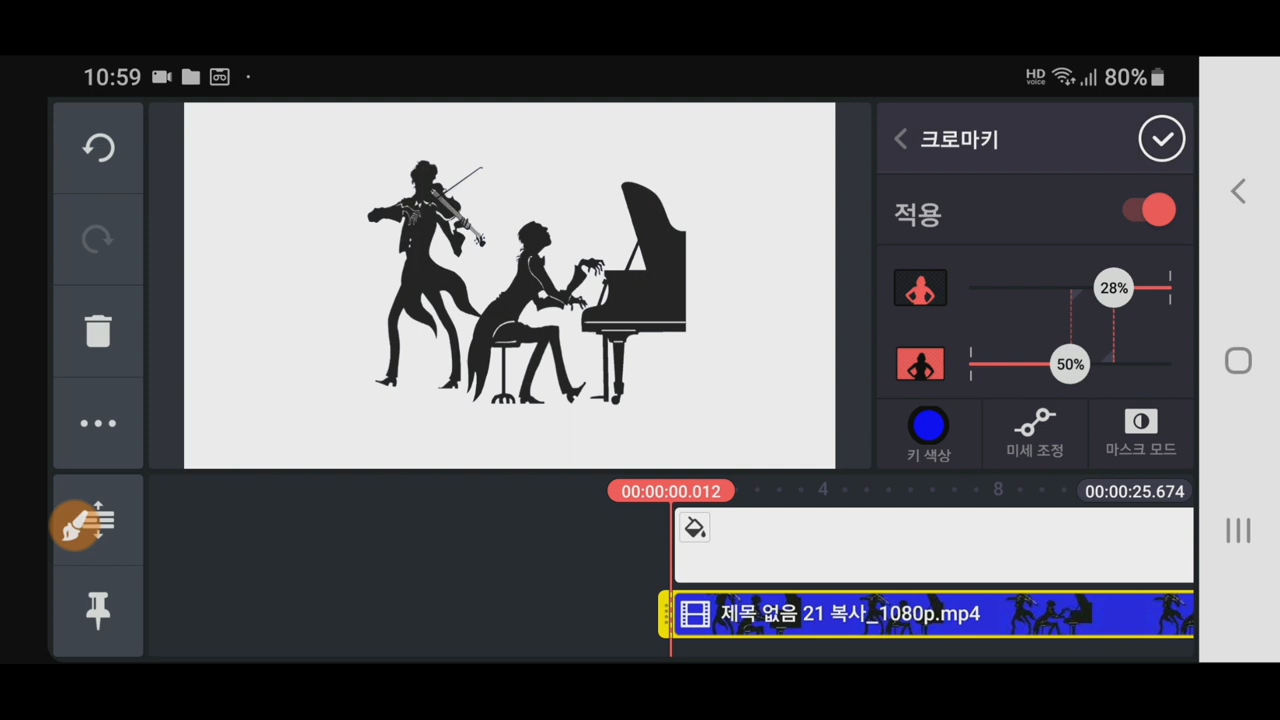 10:59
HD
voice
80%
크로마키
적용
28%
50%
키 색상
미세 조정
마스크 모드
00:00:00.012
4
8
00:00:25.674
제목 없음 21 복사_1080p.mp4